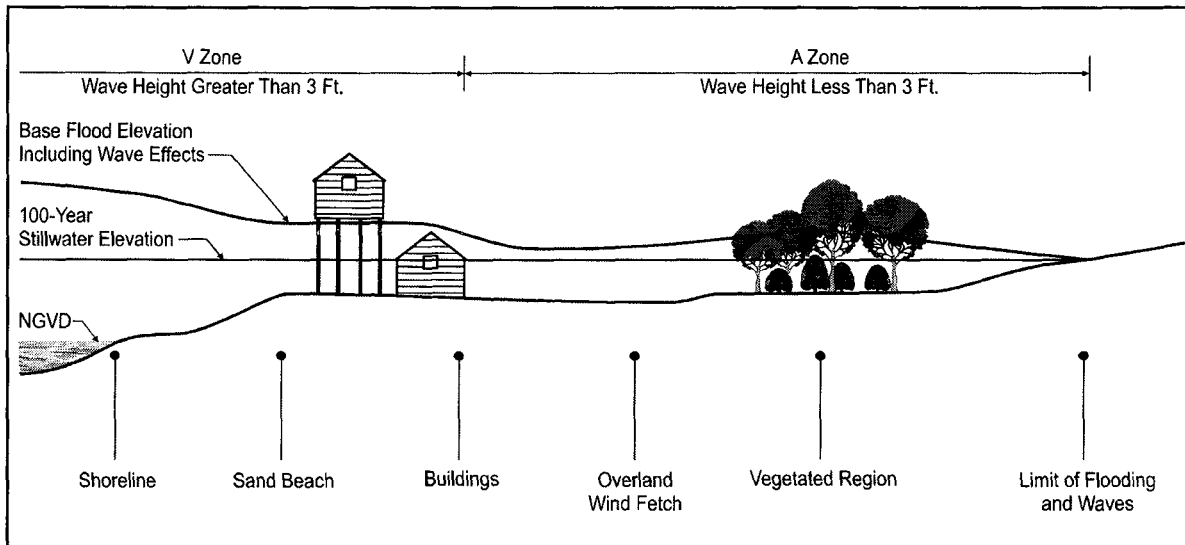 V Zone
Wave Height Greater Than 3 Ft.
A Zone
Wave Height Less Than 3 Ft.
Base Flood Elevation
Including Wave Effects
100-Year
Stillwater Elevation
NGVD
Shoreline
Sand Beach
Buildings
Overland
Wind Fetch
Vegetated Region
Limit of Flooding
and Waves